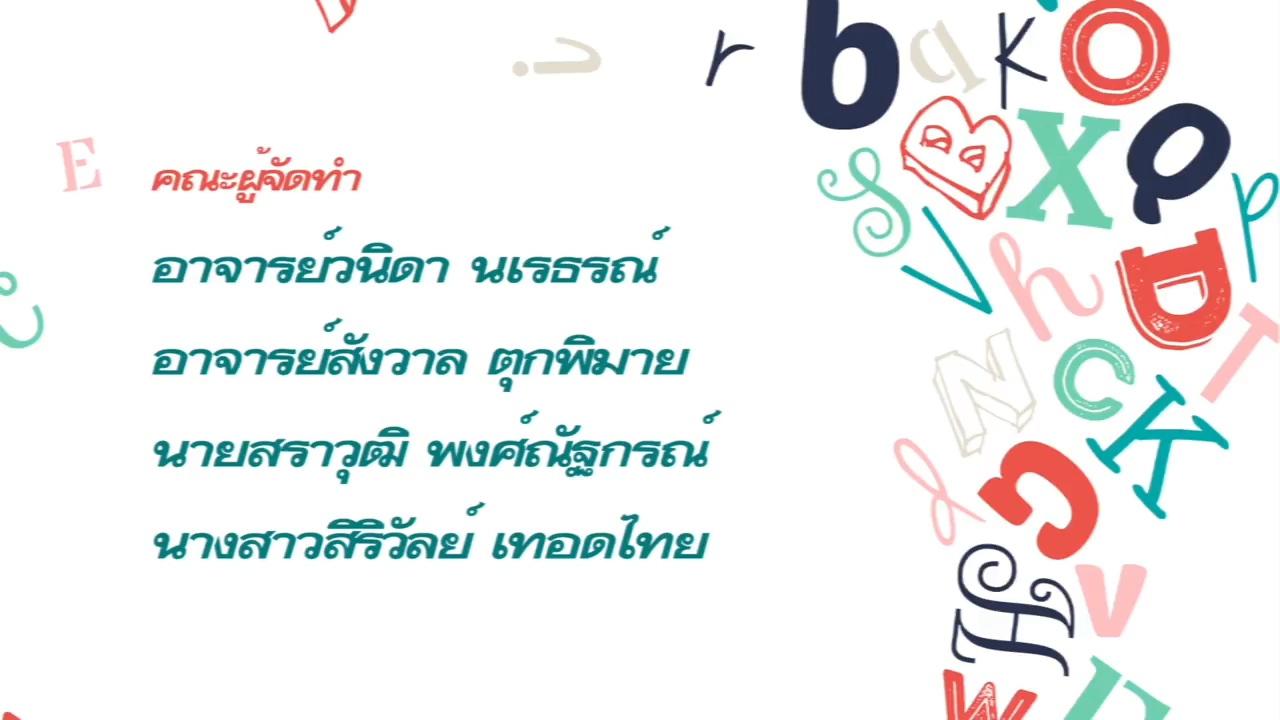 คณะผู้จัดทำ
อาจารย์วนิดา นเรธรณ์
อาจารย์สังวาล ตุกพิมาย
นายสราวุฒิ พงศ์ณัฐกรณ์
นางสาวสิริวัลย์ เทอดไทย